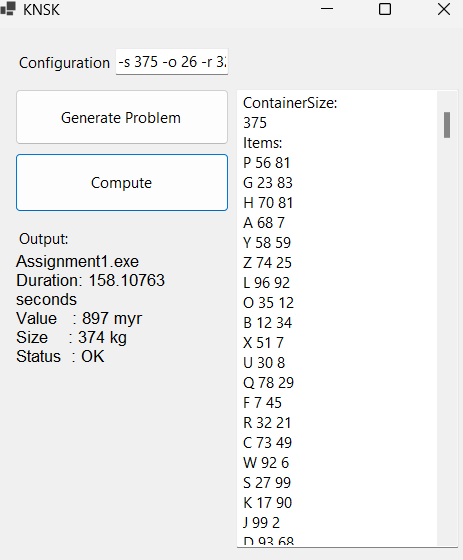 KNSK
Configuration
-s 375 -o 26 -r
Generate Problem
Compute
Output:
Assignment1.exe
Duration: 158.10763
seconds
Value : 897 myr
Size : 374 kg
Status : OK
ContainerSize:
375
Items:
P 56 81
G 23 83
H 70 81
A 68 7
Y 58 59
Z 74 25
L 96 92
O 35 12
B 12 34
X 51 7
U 30 8
Q 78 29
F 7 45
R 32 21
C 73 49
W 92 6
S 27 99
K 17 90
J 99 2
D 93 68